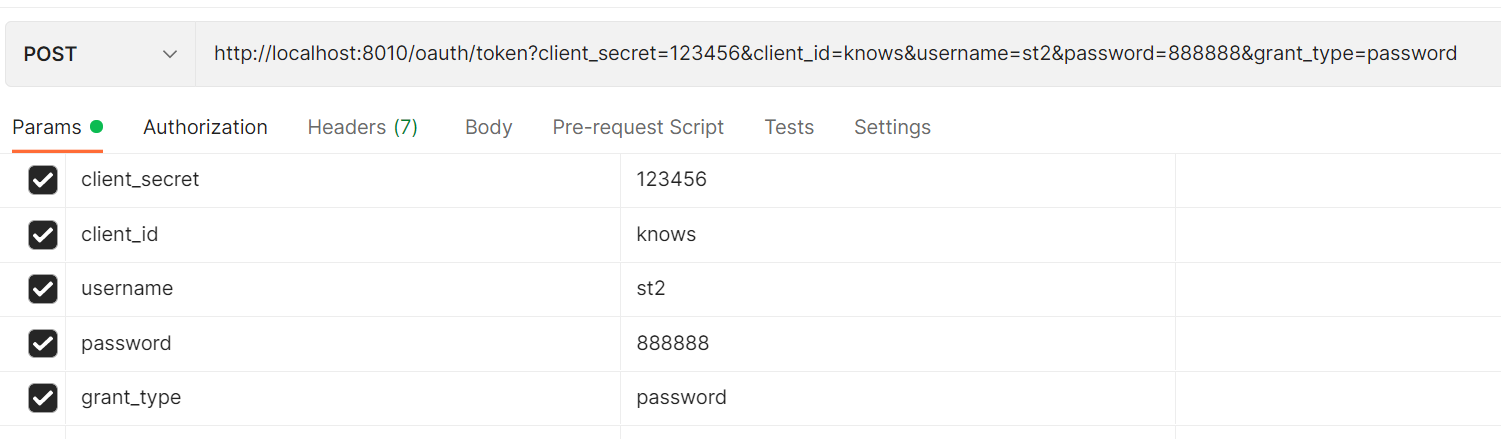 POST http://localhost:8010/oauth/token?client_secret=123456&client_id=knows&username=st2&password=888888&grant_type=password
Params Authorization Headers (7) Body Pre-request Script Tests Settings
client_secret 123456
client_id knows
username st2
password 888888
grant_type password